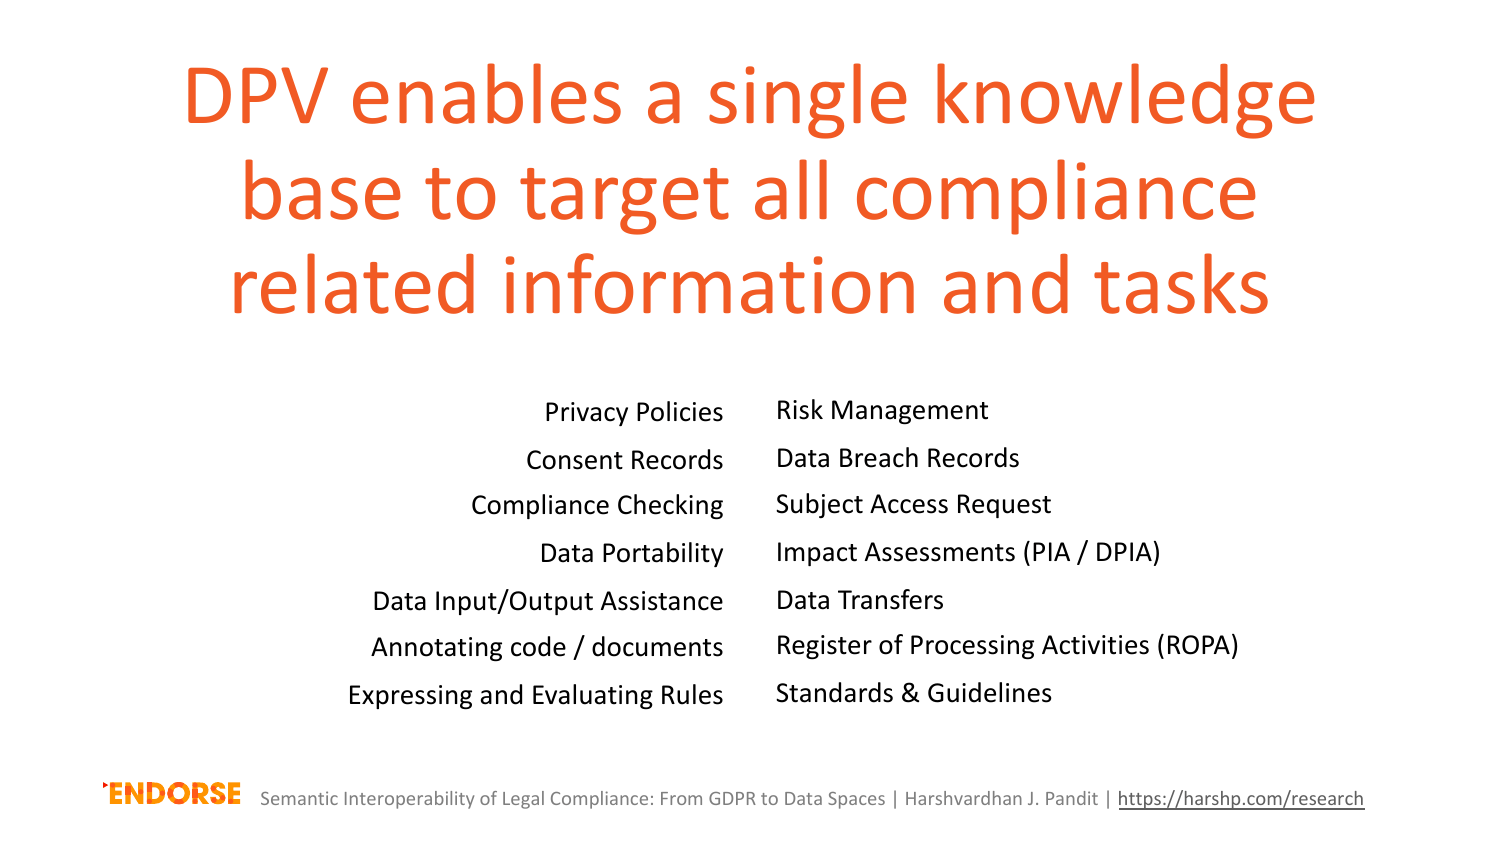 DPV enables a single knowledge
base to target all compliance
related information and tasks
Privacy Policies
Consent Records
Compliance Checking
Data Portability
Data Input/Output Assistance
Annotating code / documents
Expressing and Evaluating Rules
Risk Management
Data Breach Records
Subject Access Request
Impact Assessments (PIA / DPIA)
Data Transfers
Register of Processing Activities (ROPA)
Standards & Guidelines
ENDORSE
Semantic Interoperability of Legal Compliance: From GDPR to Data Spaces | Harshvardhan J. Pandit | https://harshp.com/research